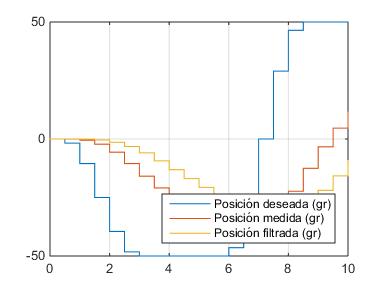 50
0
-50
Posición deseada (gr)
Posición medida (gr)
Posición filtrada (gr)
0 2 4 6 8 10